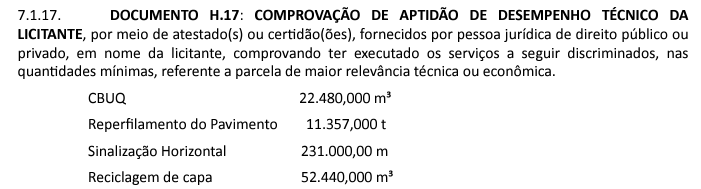 7.1.17. DOCUMENTO H.17: COMPROVAÇÃO DE APTIDÃO DE DESEMPENHO TÉCNICO DA
LICITANTE, por meio de atestado(s) ou certidão(ões), fornecidos por pessoa jurídica de direito público ou
privado, em nome da licitante, comprovando ter executado os serviços a seguir discriminados, nas
quantidades mínimas, referente a parcela de maior relevância técnica ou econômica.
CBUQ 22.480,000 m³
Reperfilamento do Pavimento 11.357,000 t
Sinalização Horizontal 231.000,00 m
Reciclagem de capa 52.440,000 m³